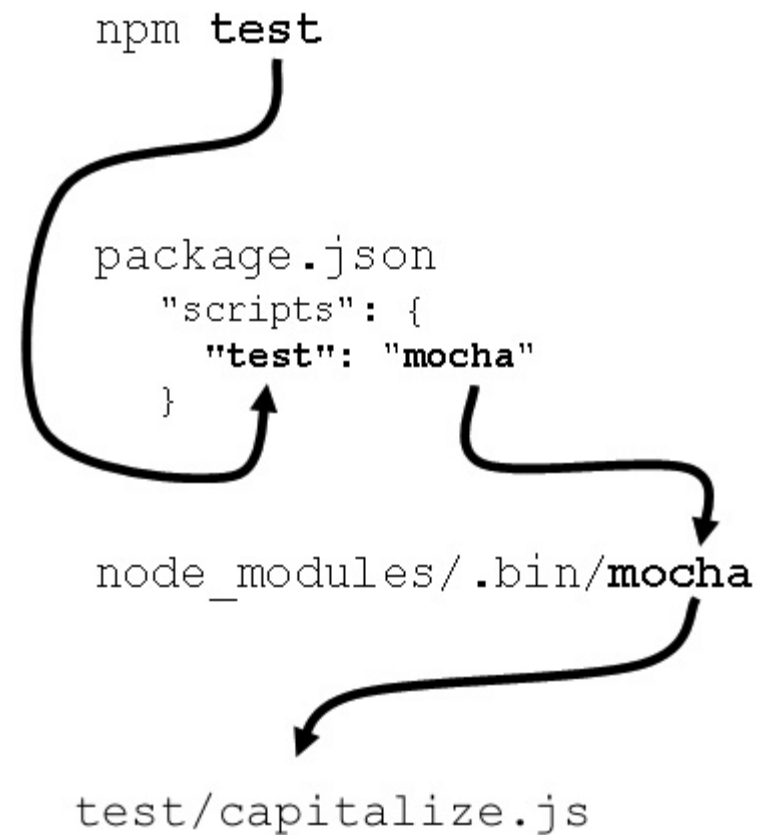 npm test
package.json
"scripts": {
"test": "mocha"
}
node_modules/.bin/mocha
test/capitalize.js